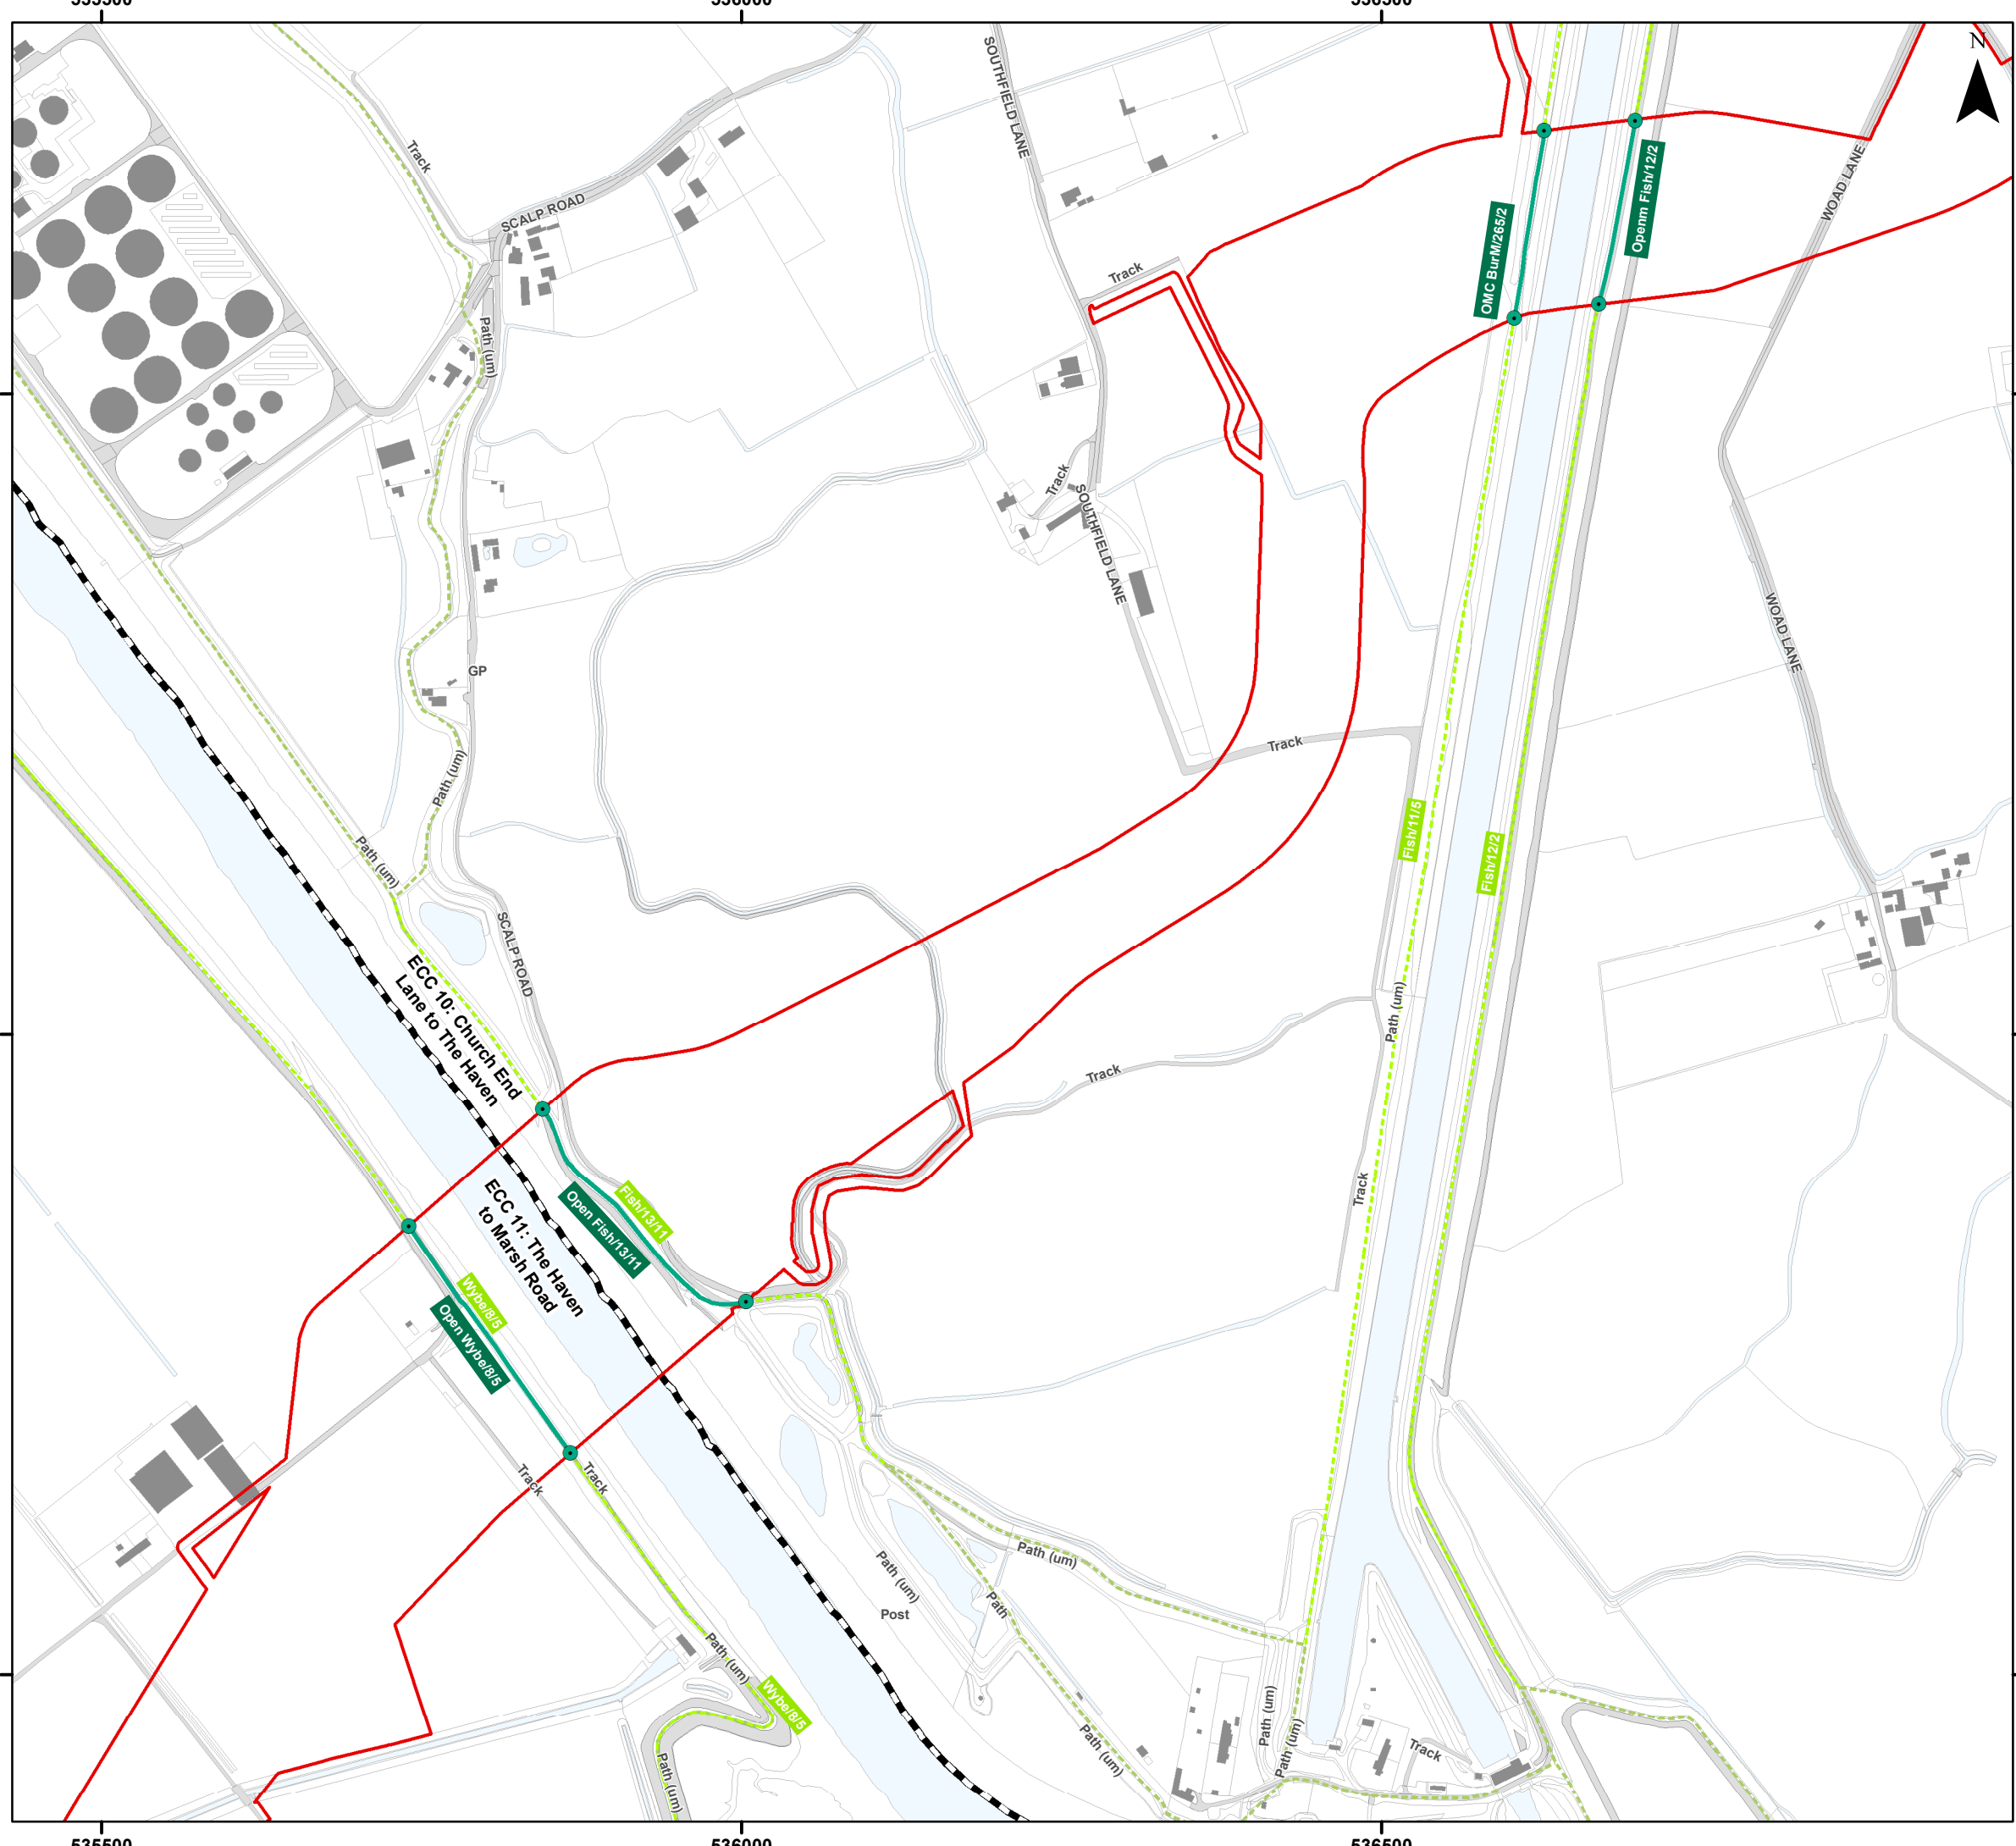 535500
536000
536500
N
SOUTHFIELD LANE
Track
SCALP ROAD
WOAD LANE
Openm Fish/12/2
OMC BurM/265/2
Track
Path (um)
Track
SOUTHFIELD LANE
WOAD LANE
GP
Path (um)
Track
Fish/11/5
Fish/12/2
Path (um)
SCALP ROAD
ECC 10: Church End
Lane to The Haven
Path (um)
Track
Track
Fish/13/11
Open Fish/13/11
ECC 11: The Haven
to Marsh Road
Wybe/8/5
Open Wybe/8/5
Track
Track
Path (um)
Path (um)
Path
Post
Path (um)
Wybe/8/5
Path (um)
Path (um)
Path (um)
Path (um)
Track
535500
536000
536500